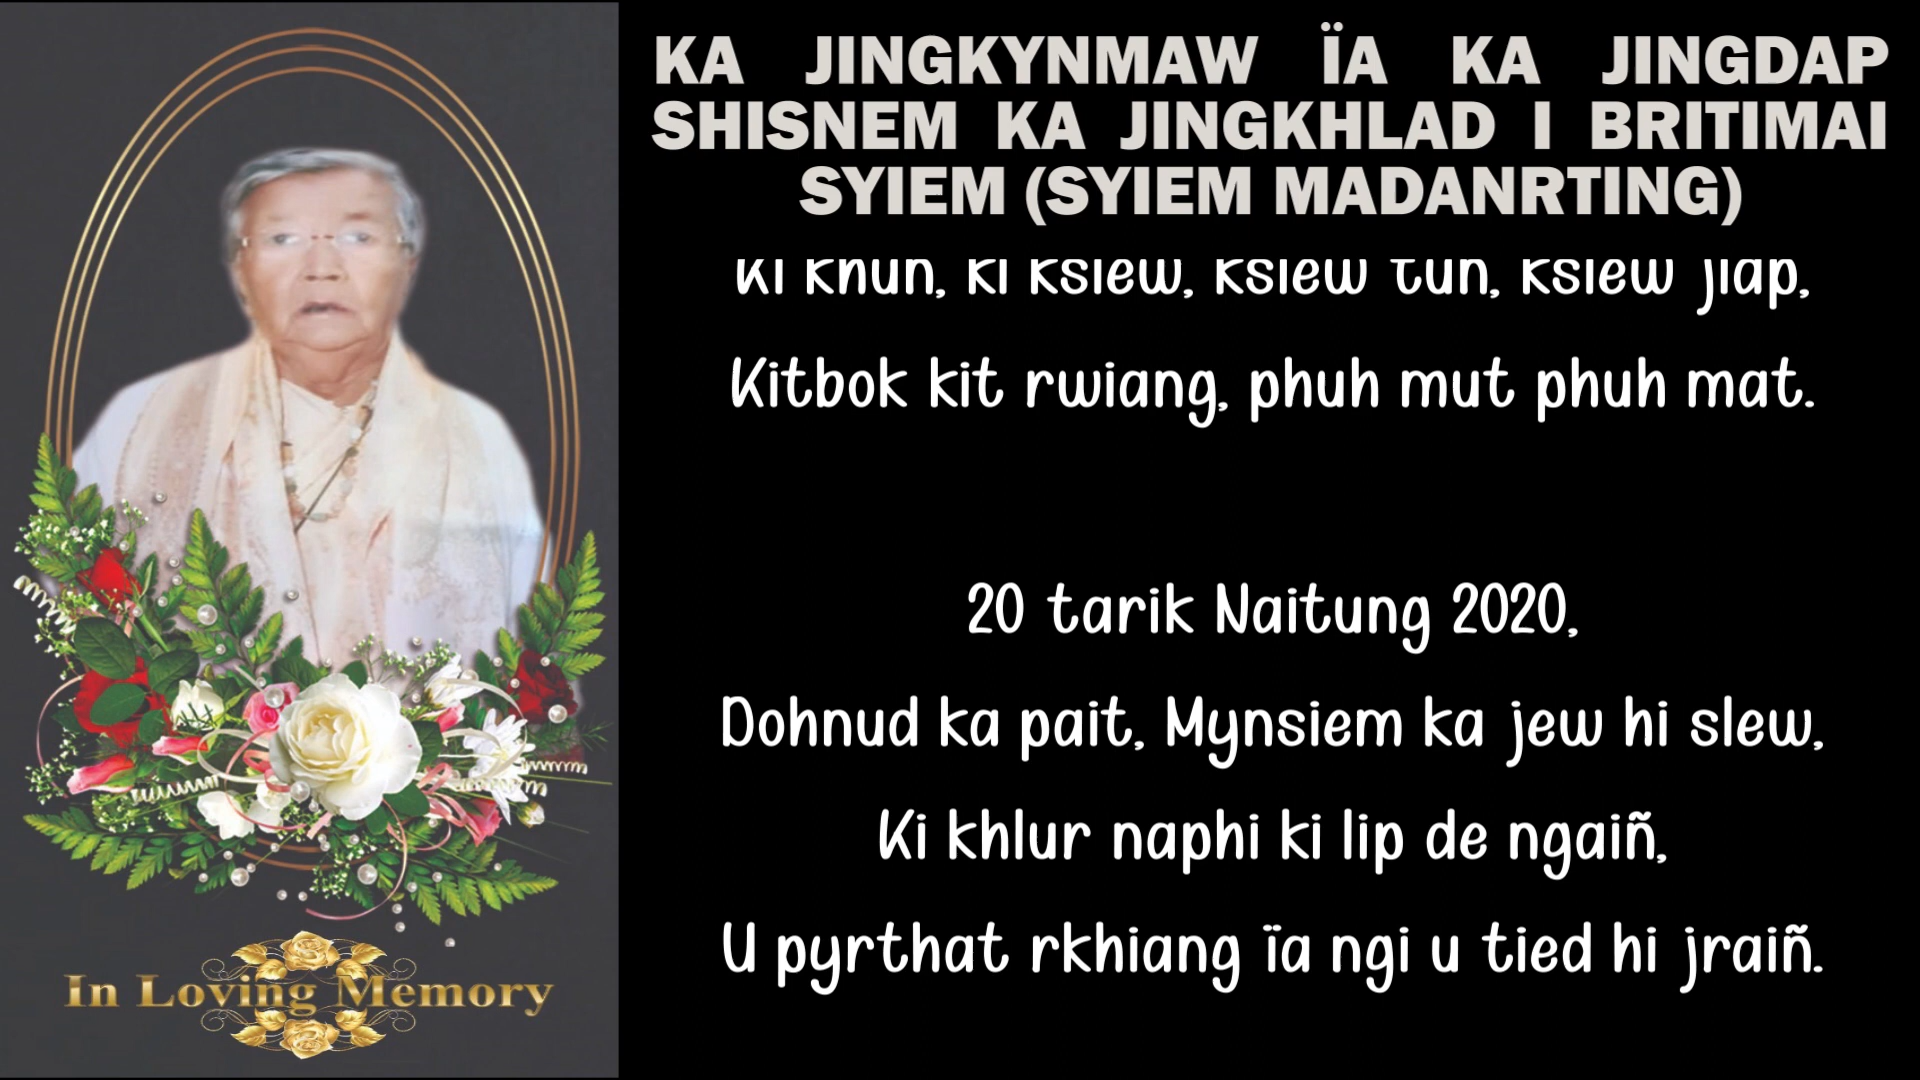 KA JINGKYNMAW ÏA KA JINGDAP
SHISNEM KA JINGKHLAD I BRITIMAI
SYIEM (SYIEM MADANRTING)
Ki khun, ki ksiew, ksiew tun, ksiew jiap,
Kitbok kit rwiang, phuh mut phuh mat.
20 tarik Naitung 2020,
Dohnud ka pait, Mynsiem ka jew hi slew,
Ki khlur naphi ki lip de ngaiñ,
U pyrthat rkhiang ïa ngi u tied hi jraiñ.
In Loving Memory